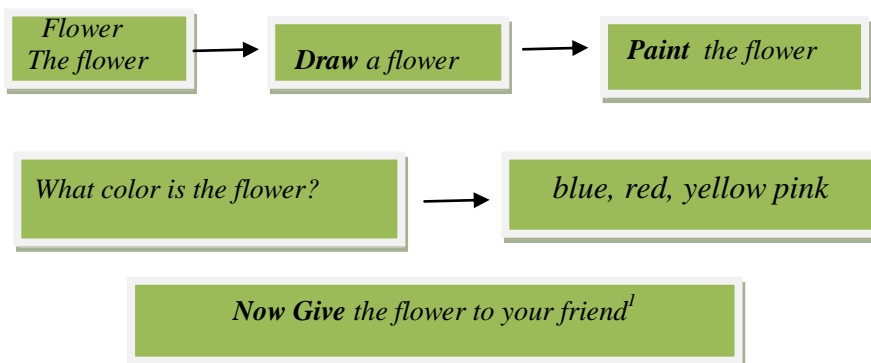 Flower
The flower
Draw a flower
Paint the flower
What color is the flower?
blue, red, yellow pink
Now Give the flower to your friend¹